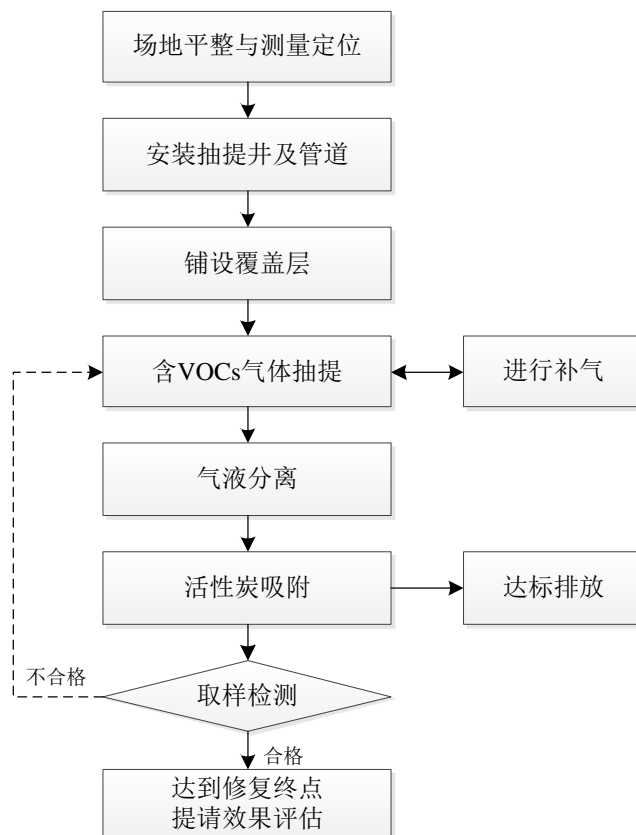 场地平整与测量定位
安装抽提井及管道
铺设覆盖层
含VOCs气体抽提
进行补气
气液分离
活性炭吸附
达标排放
不合格
取样检测
合格
达到修复终点
提请效果评估